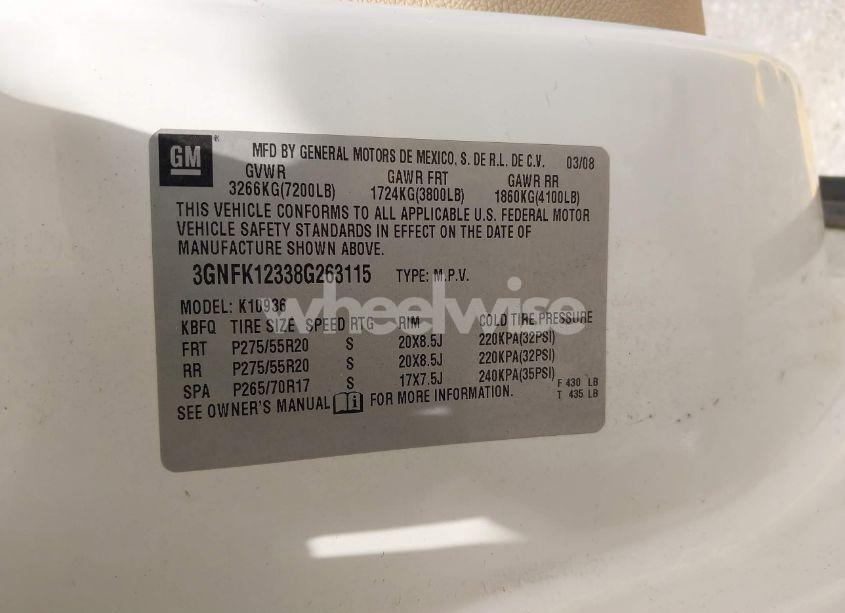 GM ® MFD BY GENERAL MOTORS DE MEXICO, S. DE R.L. DE C.V. 03/08
GVWR GAWR FRT GAWR RR
3266KG(7200LB) 1724KG(3800LB) 1860KG(4100LB)
THIS VEHICLE CONFORMS TO ALL APPLICABLE U.S. FEDERAL MOTOR
VEHICLE SAFETY STANDARDS IN EFFECT ON THE DATE OF
MANUFACTURE SHOWN ABOVE.
3GNFK12338G263115 TYPE: M.P.V.
MODEL: K10936
wheelwise
KBFQ TIRE SIZE SPEED RTG RIM COLD TIRE PRESSURE
FRT P275/55R20 S 20X8.5J 220KPA(32PSI)
RR P275/55R20 S 20X8.5J 220KPA(32PSI)
SPA P265/70R17 S 17X7.5J 240KPA(35PSI)
F 430 LB
T 435 LB
SEE OWNER'S MANUAL i FOR MORE INFORMATION.